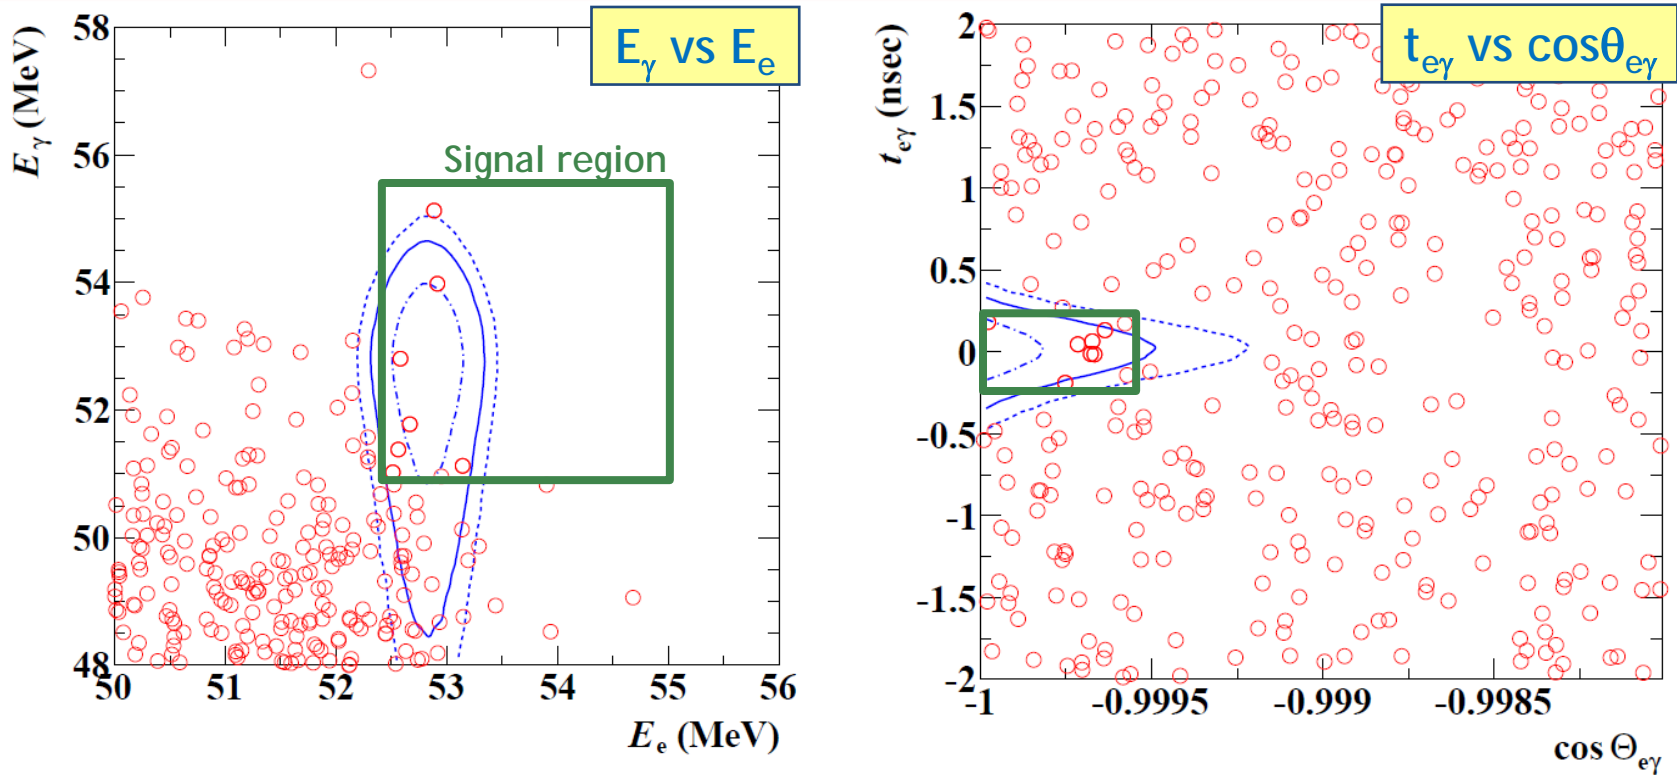 Eγ vs Ee
Signal region
Eγ (MeV)
58
56
54
52
50
48
50 51 52 53 54 55 56
Ee (MeV)
teγ vs cosθeγ
teγ (nsec)
2
1.5
1
0.5
0
-0.5
-1
-1.5
-2
-1 -0.9995 -0.999 -0.9985
cos Θeγ